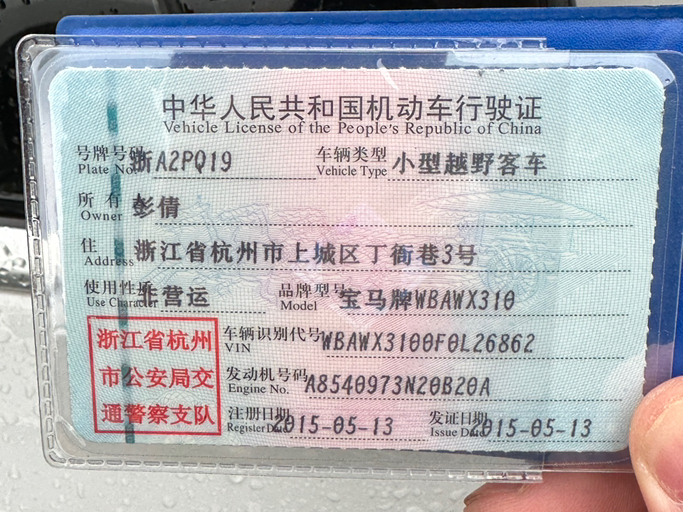 中华人民共和国机动车行驶证
Vehicle License of the People's Republic of China
号牌号码 浙A2PQ19 车辆类型 小型越野客车
Plate No. Vehicle Type
所有人 彭倩
Owner
住址 浙江省杭州市上城区丁衙巷3号
Address
使用性质 非营运 品牌型号 宝马牌WBAWX310
Use Character Model
车辆识别代号 WBAWX3100F0L26862
VIN
发动机号码 A8540973N20B20A
Engine No.
注册日期 2015-05-13 发证日期 2015-05-13
Register Date Issue Date
浙江省杭州
市公安局交
通警察支队